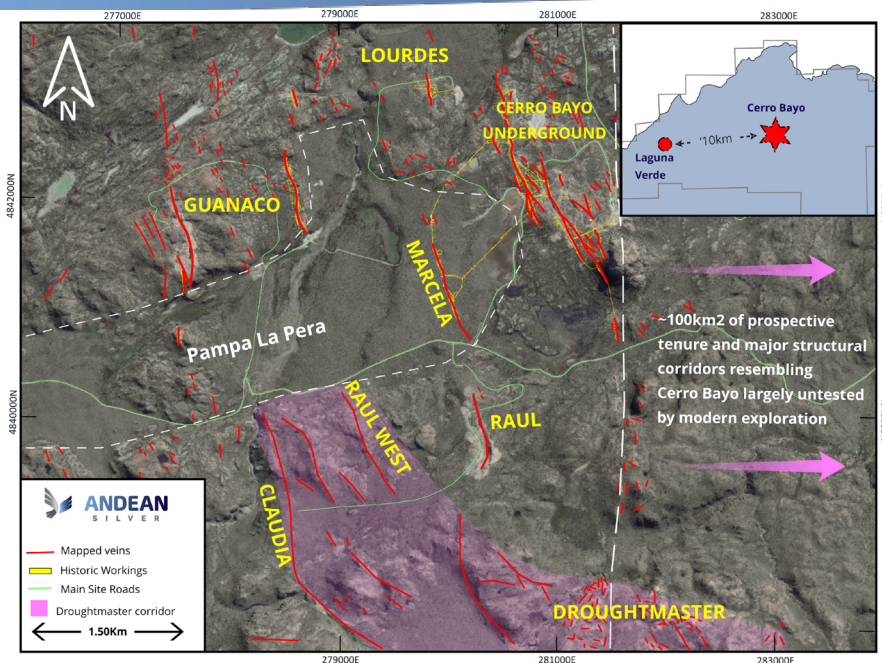 277000E
279000E
281000E
283000E
N
LOURDES
CERRO BAYO
UNDERGROUND
Cerro Bayo
~10km
Laguna
Verde
4842000N
GUANACO
MARCELA
Pampa La Pera
~100km2 of prospective
tenure and major structural
corridors resembling
Cerro Bayo largely untested
by modern exploration
4840000N
RAUL WEST
RAUL
CLAUDIA
DROUGHTMASTER
ANDEAN
SILVER
Mapped veins
Historic Workings
Main Site Roads
Droughtmaster corridor
1.50Km
279000E
281000E
283000E